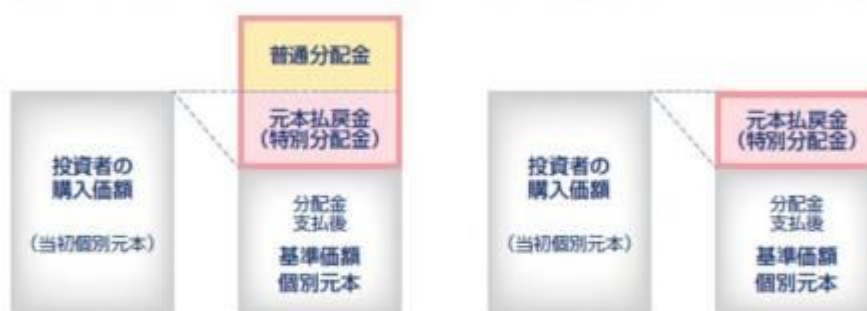 普通分配金
元本払戻金
(特別分配金)
投資者の
購入価額
(当初個別元本)
分配金
支払後
基準価額
個別元本
元本払戻金
(特別分配金)
投資者の
購入価額
(当初個別元本)
分配金
支払後
基準価額
個別元本